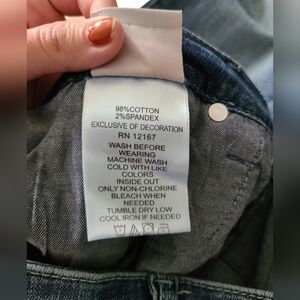 98%COTTON
2%SPANDEX
EXCLUSIVE OF DECORATION
RN 12167
WASH BEFORE
WEARING
MACHINE WASH
COLD WITH LIKE
COLORS
INSIDE OUT
ONLY NON-CHLORINE
BLEACH WHEN
NEEDED
TUMBLE DRY LOW
COOL IRON IF NEEDED